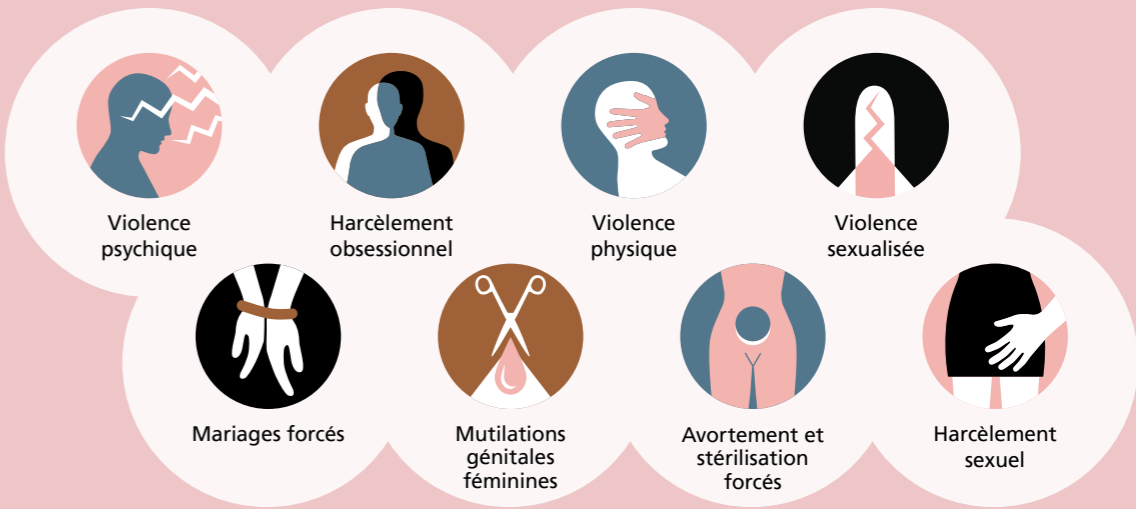 Violence
psychique
Harcèlement
obsessionnel
Violence
physique
Violence
sexualisée
Mariages forcés
Mutilations
génitales
féminines
Avortement et
stérilisation
forcés
Harcèlement
sexuel